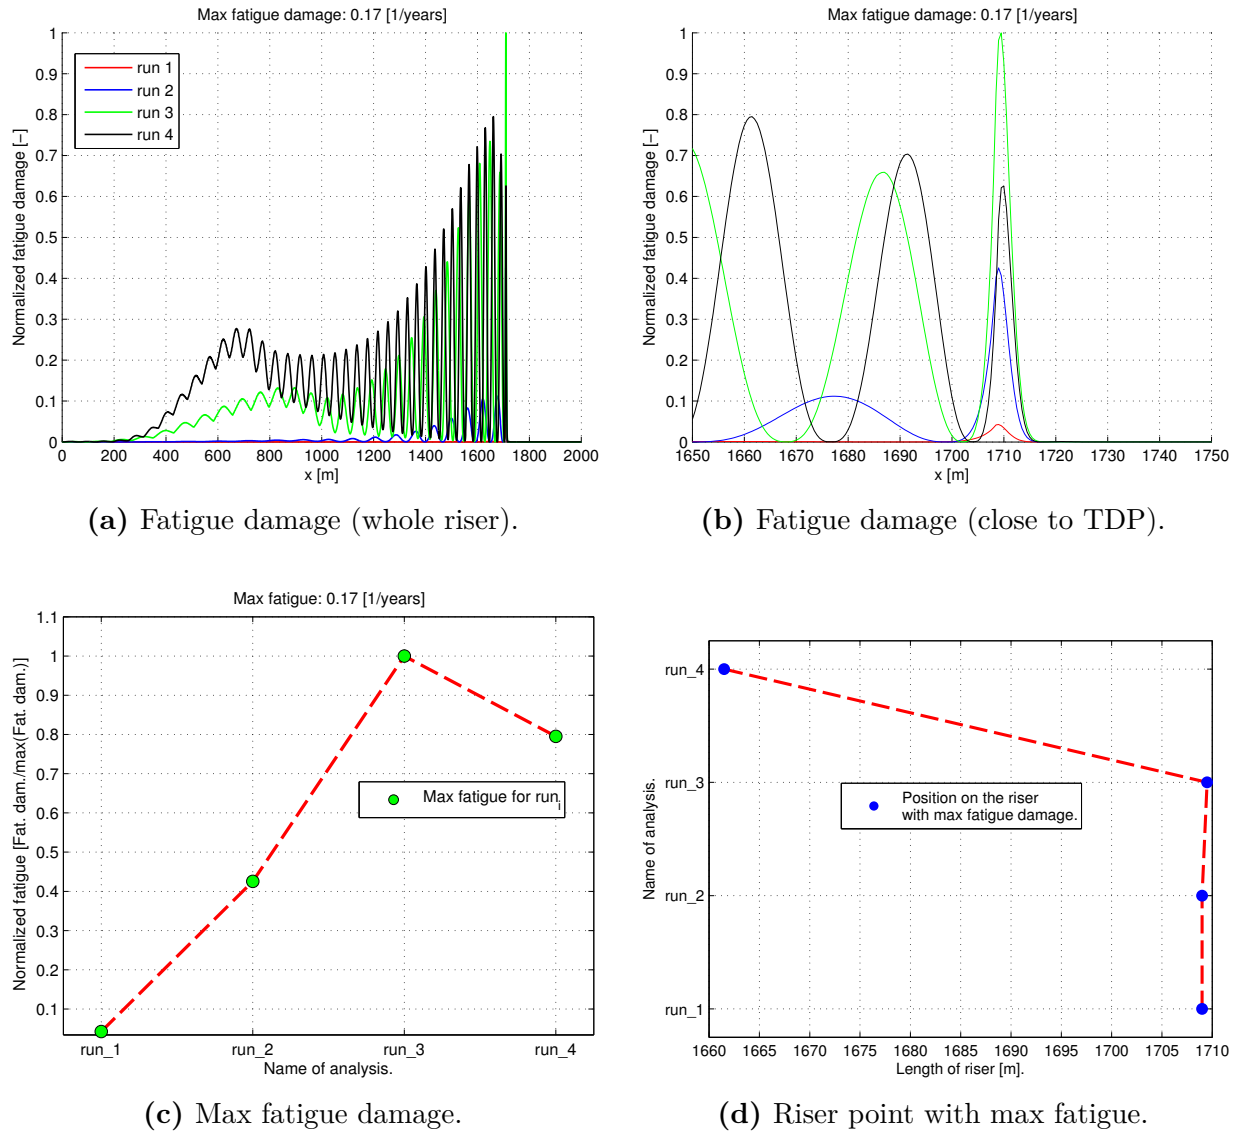 Max fatigue damage: 0.17 [1/years]
Normalized fatigue damage [−]
1
0.9
0.8
0.7
0.6
0.5
0.4
0.3
0.2
0.1
0
run 1
run 2
run 3
run 4
0 200 400 600 800 1000 1200 1400 1600 1800 2000
x [m]
(a) Fatigue damage (whole riser).
Max fatigue damage: 0.17 [1/years]
Normalized fatigue damage [−]
1
0.9
0.8
0.7
0.6
0.5
0.4
0.3
0.2
0.1
0
1650 1660 1670 1680 1690 1700 1710 1720 1730 1740 1750
x [m]
(b) Fatigue damage (close to TDP).
Max fatigue: 0.17 [1/years]
Normalized fatigue [Fat. dam./max(Fat. dam.)]
1.1
1
0.9
0.8
0.7
0.6
0.5
0.4
0.3
0.2
0.1
Max fatigue for run_i
run_1 run_2 run_3 run_4
Name of analysis.
(c) Max fatigue damage.
Name of analysis.
run_4
run_3
run_2
run_1
Position on the riser
with max fatigue damage.
1660 1665 1670 1675 1680 1685 1690 1695 1700 1705 1710
Length of riser [m].
(d) Riser point with max fatigue.